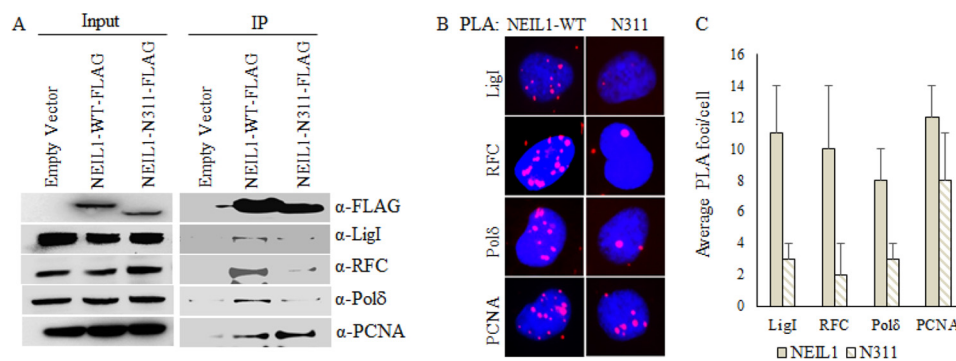 A
Input
IP
Empty Vector
NEIL1-WT-FLAG
NEIL1-N311-FLAG
Empty Vector
NEIL1-WT-FLAG
NEIL1-N311-FLAG
α-FLAG
α-LigI
α-RFC
α-Polδ
α-PCNA
B
PLA: NEIL1-WT N311
LigI
RFC
Polδ
PCNA
C
Average PLA foci/cell
16
14
12
10
8
6
4
2
0
LigI RFC Polδ PCNA
NEIL1 N311